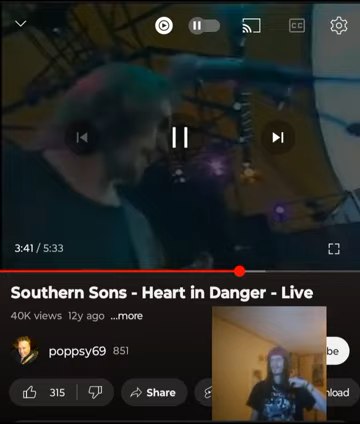 CC
3:41 / 5:33
Southern Sons - Heart in Danger - Live
40K views 12y ago ...more
poppsy69 851
be
315 Share nload